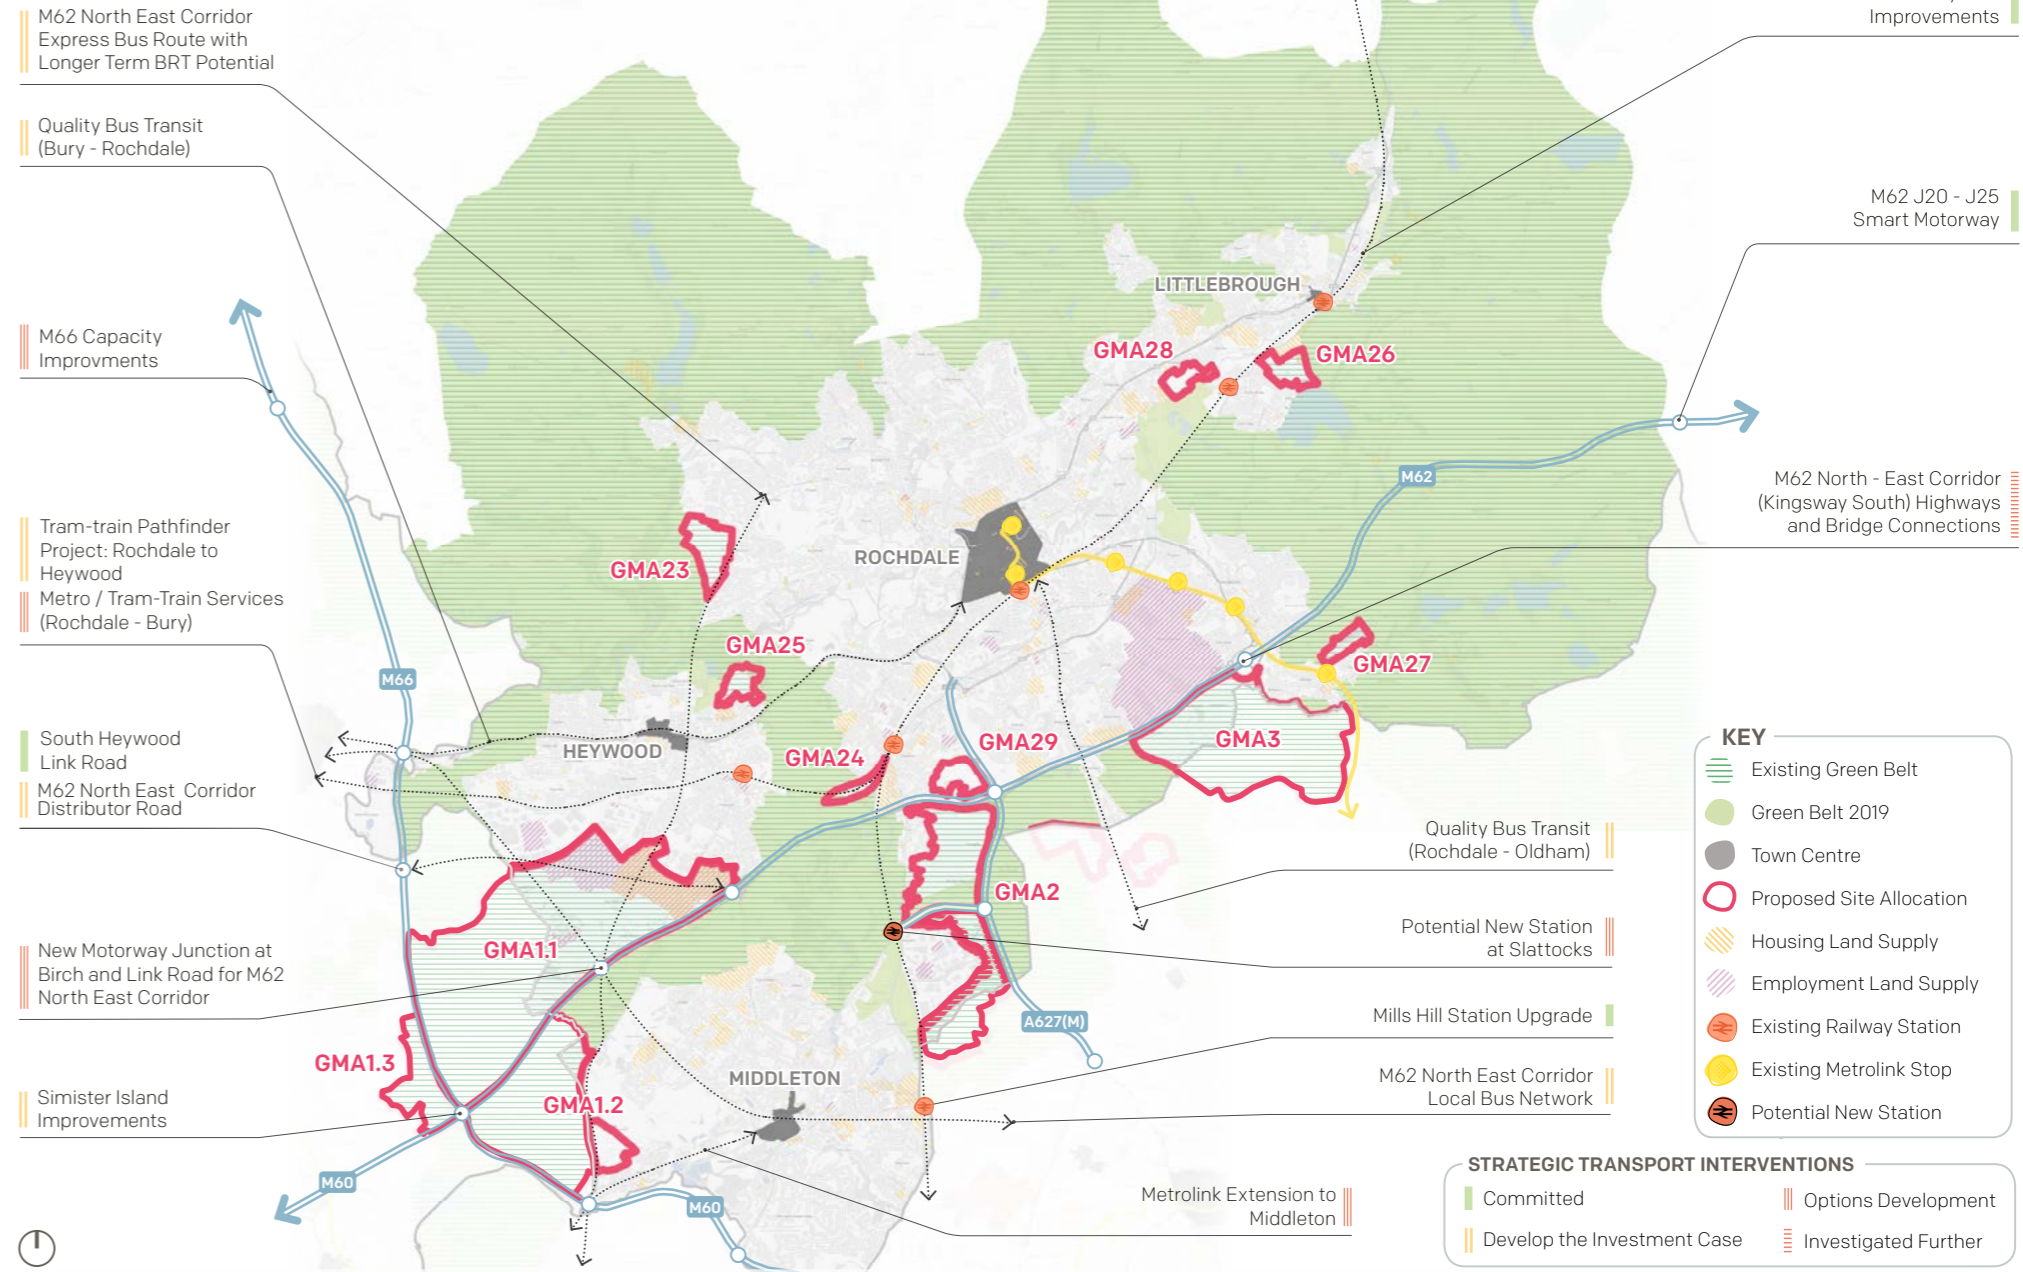 M62 North East Corridor
Express Bus Route with
Longer Term BRT Potential
Quality Bus Transit
(Bury - Rochdale)
M66 Capacity
Improvments
Tram-train Pathfinder
Project: Rochdale to
Heywood
Metro / Tram-Train Services
(Rochdale - Bury)
South Heywood
Link Road
M62 North East Corridor
Distributor Road
New Motorway Junction at
Birch and Link Road for M62
North East Corridor
Simister Island
Improvements
Improvements
M62 J20 - J25
Smart Motorway
M62 North - East Corridor
(Kingsway South) Highways
and Bridge Connections
LITTLEBROUGH
GMA28
GMA26
M62
ROCHDALE
GMA23
GMA25
GMA27
M66
HEYWOOD
GMA24
GMA29
GMA3
GMA2
GMA1.1
A627(M)
GMA1.3
MIDDLETON
GMA1.2
M60
M60
Quality Bus Transit
(Rochdale - Oldham)
Potential New Station
at Slattocks
Mills Hill Station Upgrade
M62 North East Corridor
Local Bus Network
Metrolink Extension to
Middleton
KEY
Existing Green Belt
Green Belt 2019
Town Centre
Proposed Site Allocation
Housing Land Supply
Employment Land Supply
Existing Railway Station
Existing Metrolink Stop
Potential New Station
STRATEGIC TRANSPORT INTERVENTIONS
Committed
Options Development
Develop the Investment Case
Investigated Further